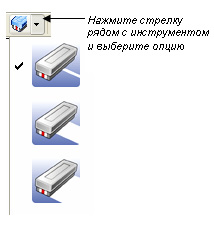 Нажмите стрелку
рядом с инструментом
и выберите опцию